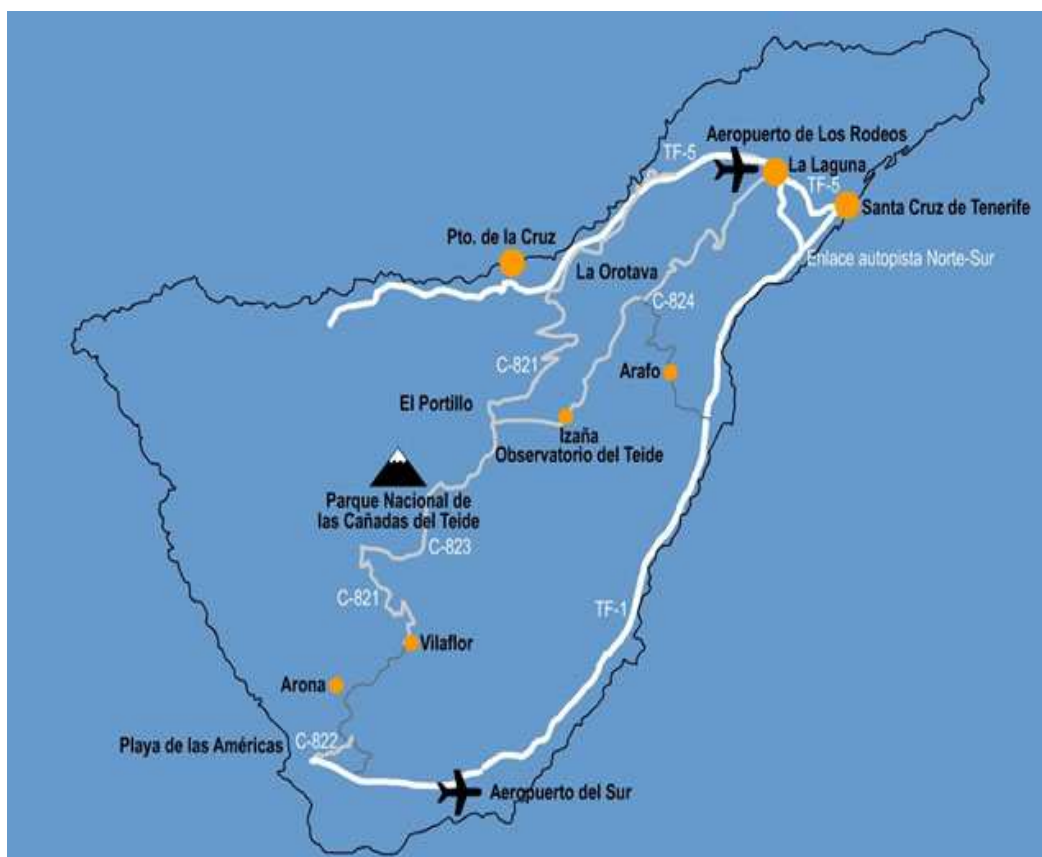 Aeropuerto de Los Rodeos
TF-5
La Laguna
TF-5
Santa Cruz de Tenerife
Pto. de la Cruz
Enlace autopista Norte-Sur
La Orotava
C-824
C-821
Arafo
El Portillo
Izaña
Observatorio del Teide
Parque Nacional de
las Cañadas del Teide
C-823
C-821
TF-1
Vilaflor
Arona
C-822
Playa de las Américas
Aeropuerto del Sur